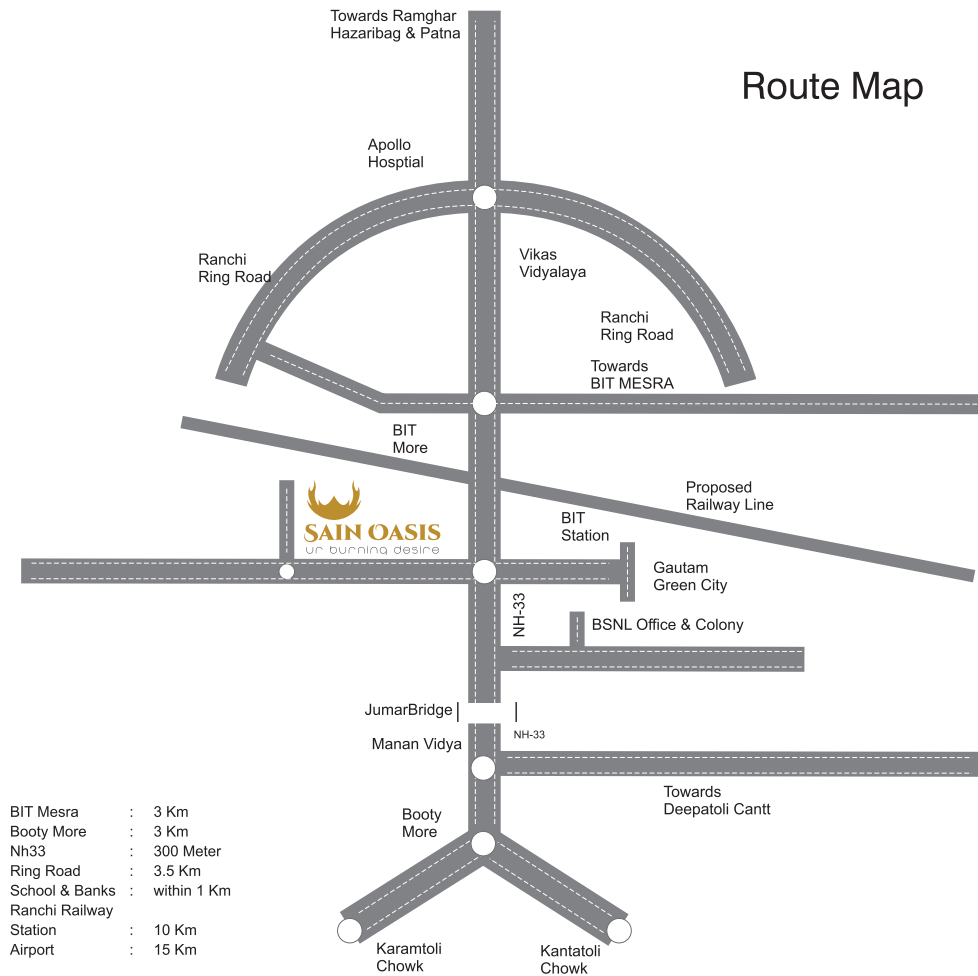 Towards Ramghar
Hazaribag & Patna
Route Map
Apollo
Hosptial
Ranchi
Ring Road
Vikas
Vidyalaya
Ranchi
Ring Road
Towards
BIT MESRA
BIT
More
Proposed
Railway Line
SAIN OASIS
ur burning desire
BIT
Station
Gautam
Green City
NH-33
BSNL Office & Colony
JumarBridge
NH-33
Manan Vidya
Towards
Deepatoli Cantt
Booty
More
BIT Mesra : 3 Km
Booty More : 3 Km
Nh33 : 300 Meter
Ring Road : 3.5 Km
School & Banks : within 1 Km
Ranchi Railway
Station : 10 Km
Airport : 15 Km
Karamtoli
Chowk
Kantatoli
Chowk